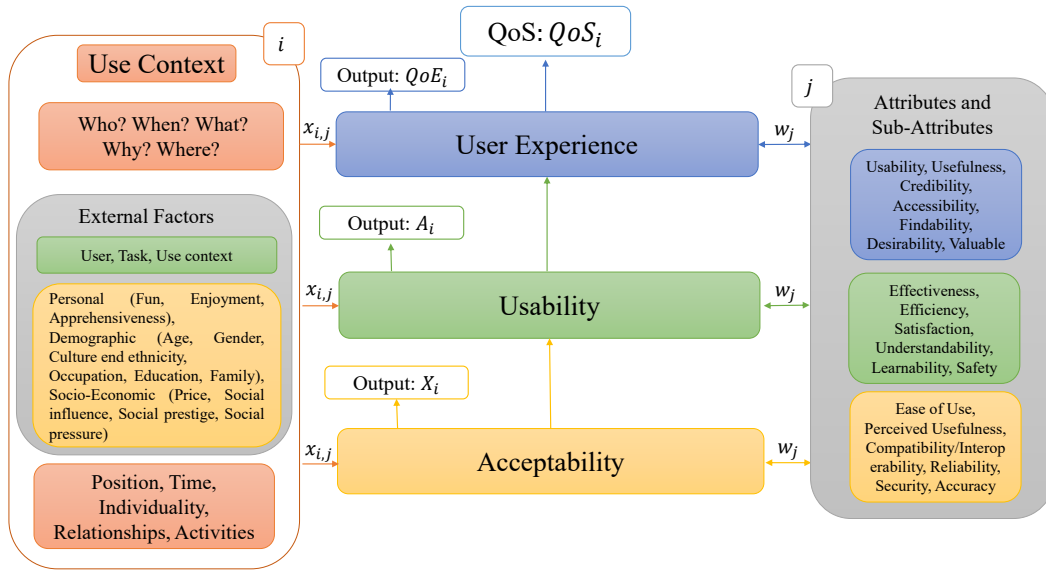 i
Use Context
Who? When? What?
Why? Where?
External Factors
User, Task, Use context
Personal (Fun, Enjoyment,
Apprehensiveness),
Demographic (Age, Gender,
Culture end ethnicity,
Occupation, Education, Family),
Socio-Economic (Price, Social
influence, Social prestige, Social
pressure)
Position, Time,
Individuality,
Relationships, Activities
QoS: QoS_i
Output: QoE_i
x_{i,j}
User Experience
w_j
Output: A_i
x_{i,j}
Usability
w_j
Output: X_i
x_{i,j}
Acceptability
w_j
j
Attributes and
Sub-Attributes
Usability, Usefulness,
Credibility,
Accessibility,
Findability,
Desirability, Valuable
Effectiveness,
Efficiency,
Satisfaction,
Understandability,
Learnability, Safety
Ease of Use,
Perceived Usefulness,
Compatibility/Interop
erability, Reliability,
Security, Accuracy